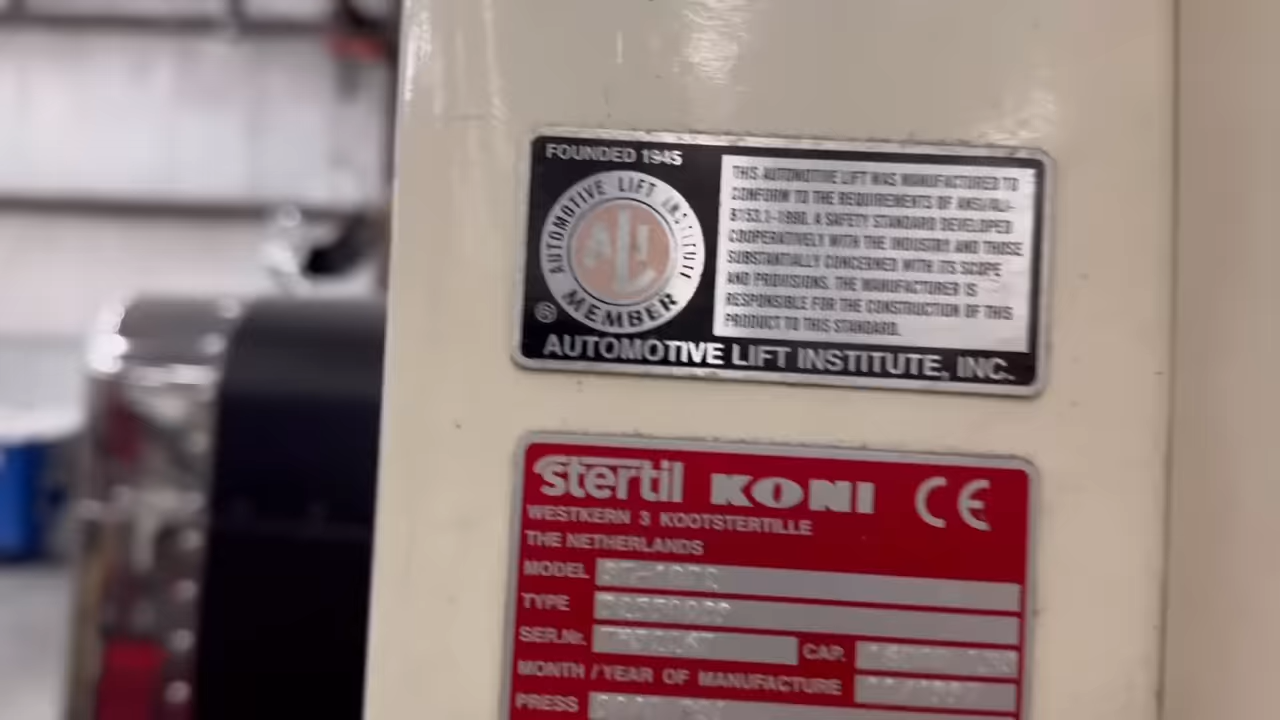 FOUNDED 1945
AUTOMOTIVE LIFT INSTITUTE
ALI
MEMBER
®
THIS AUTOMOTIVE LIFT WAS MANUFACTURED TO
CONFORM TO THE REQUIREMENTS OF ANSI/ALI-
B153.1-1990, A SAFETY STANDARD DEVELOPED
COOPERATIVELY WITH THE INDUSTRY AND THOSE
SUBSTANTIALLY CONCERNED WITH ITS SCOPE
AND PROVISIONS. THE MANUFACTURER IS
RESPONSIBLE FOR THE CONSTRUCTION OF THIS
PRODUCT TO THIS STANDARD.
AUTOMOTIVE LIFT INSTITUTE, INC.
stertil KONI CE
WESTKERN 3 KOOTSTERTILLE
THE NETHERLANDS
MODEL
TYPE
SER.Nr.
CAP.
MONTH / YEAR OF MANUFACTURE
PRESS